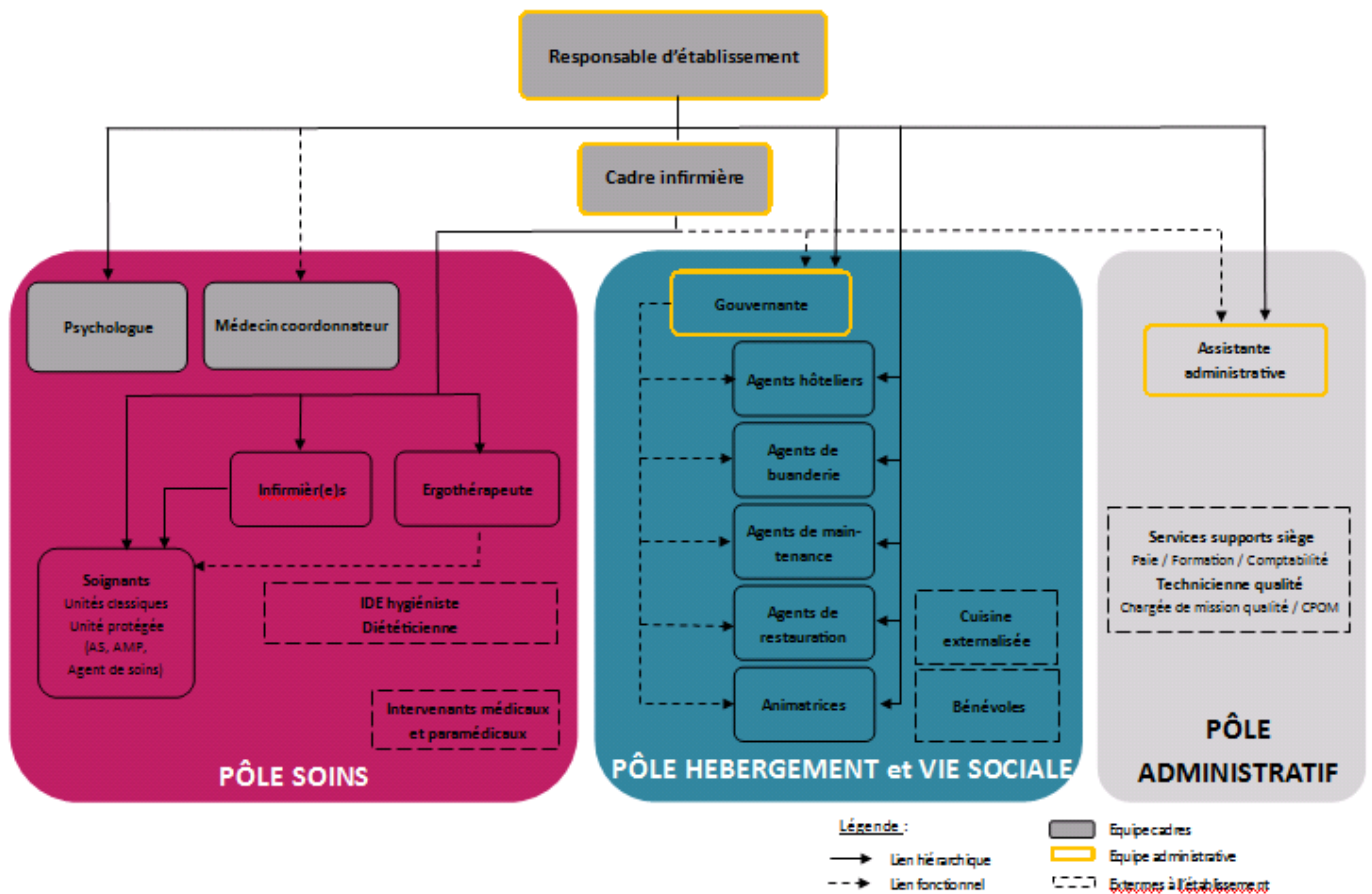 Responsable d'établissement
Cadre infirmière
Psychologue
Médecin coordonnateur
Infirmièr(e)s
Ergothérapeute
Soignants
Unités classiques
Unité protégée
(AS, AMP,
Agent de soins)
IDE hygiéniste
Diététicienne
Intervenants médicaux
et paramédicaux
PÔLE SOINS
Gouvernante
Agents hôteliers
Agents de
buanderie
Agents de main-
tenance
Agents de
restauration
Animatrices
Cuisine
externalisée
Bénévoles
PÔLE HEBERGEMENT et VIE SOCIALE
Assistante
administrative
Services supports siège
Paie / Formation / Comptabilité
Technicienne qualité
Chargée de mission qualité / CPOM
PÔLE
ADMINISTRATIF
Légende :
Lien hiérarchique
Lien fonctionnel
Equipe cadres
Equipe administrative
Externes à l'établissement